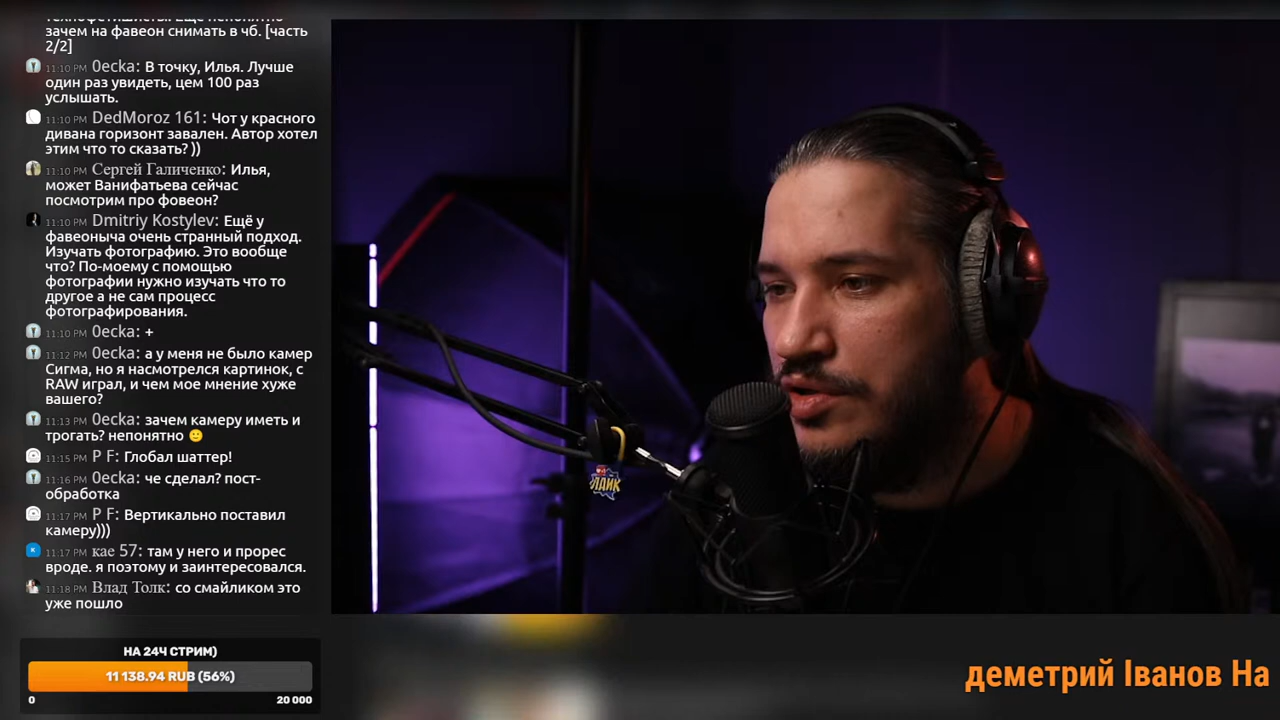 зачем на фавеон снимать в чб. [часть
2/2]
11:10 PM 0ecka: В точку, Илья. Лучше
один раз увидеть, цем 100 раз
услышать.
11:10 PM DedMoroz 161: Чот у красного
дивана горизонт завален. Автор хотел
этим что то сказать? ))
11:10 PM Сергей Галиченко: Илья,
может Ванифатьева сейчас
посмотрим про фовеон?
11:10 PM Dmitriy Kostylev: Ещё у
фавеоныча очень странный подход.
Изучать фотографию. Это вообще
что? По-моему с помощью
фотографии нужно изучать что то
другое а не сам процесс
фотографирования.
11:10 PM 0ecka: +
11:12 PM 0ecka: а у меня не было камер
Сигма, но я насмотрелся картинок, с
RAW играл, и чем мое мнение хуже
вашего?
11:13 PM 0ecka: зачем камеру иметь и
трогать? непонятно 🙂
11:15 PM P F: Глобал шаттер!
11:16 PM 0ecka: че сделал? пост-
обработка
11:17 PM P F: Вертикально поставил
камеру)))
11:17 PM кае 57: там у него и прорес
вроде. я поэтому и заинтересовался.
11:18 PM Влад Толк: со смайликом это
уже пошло
ЛАЙК
НА 24Ч СТРИМ)
11 138.94 RUB (56%)
0 20 000
деметрий Іванов На